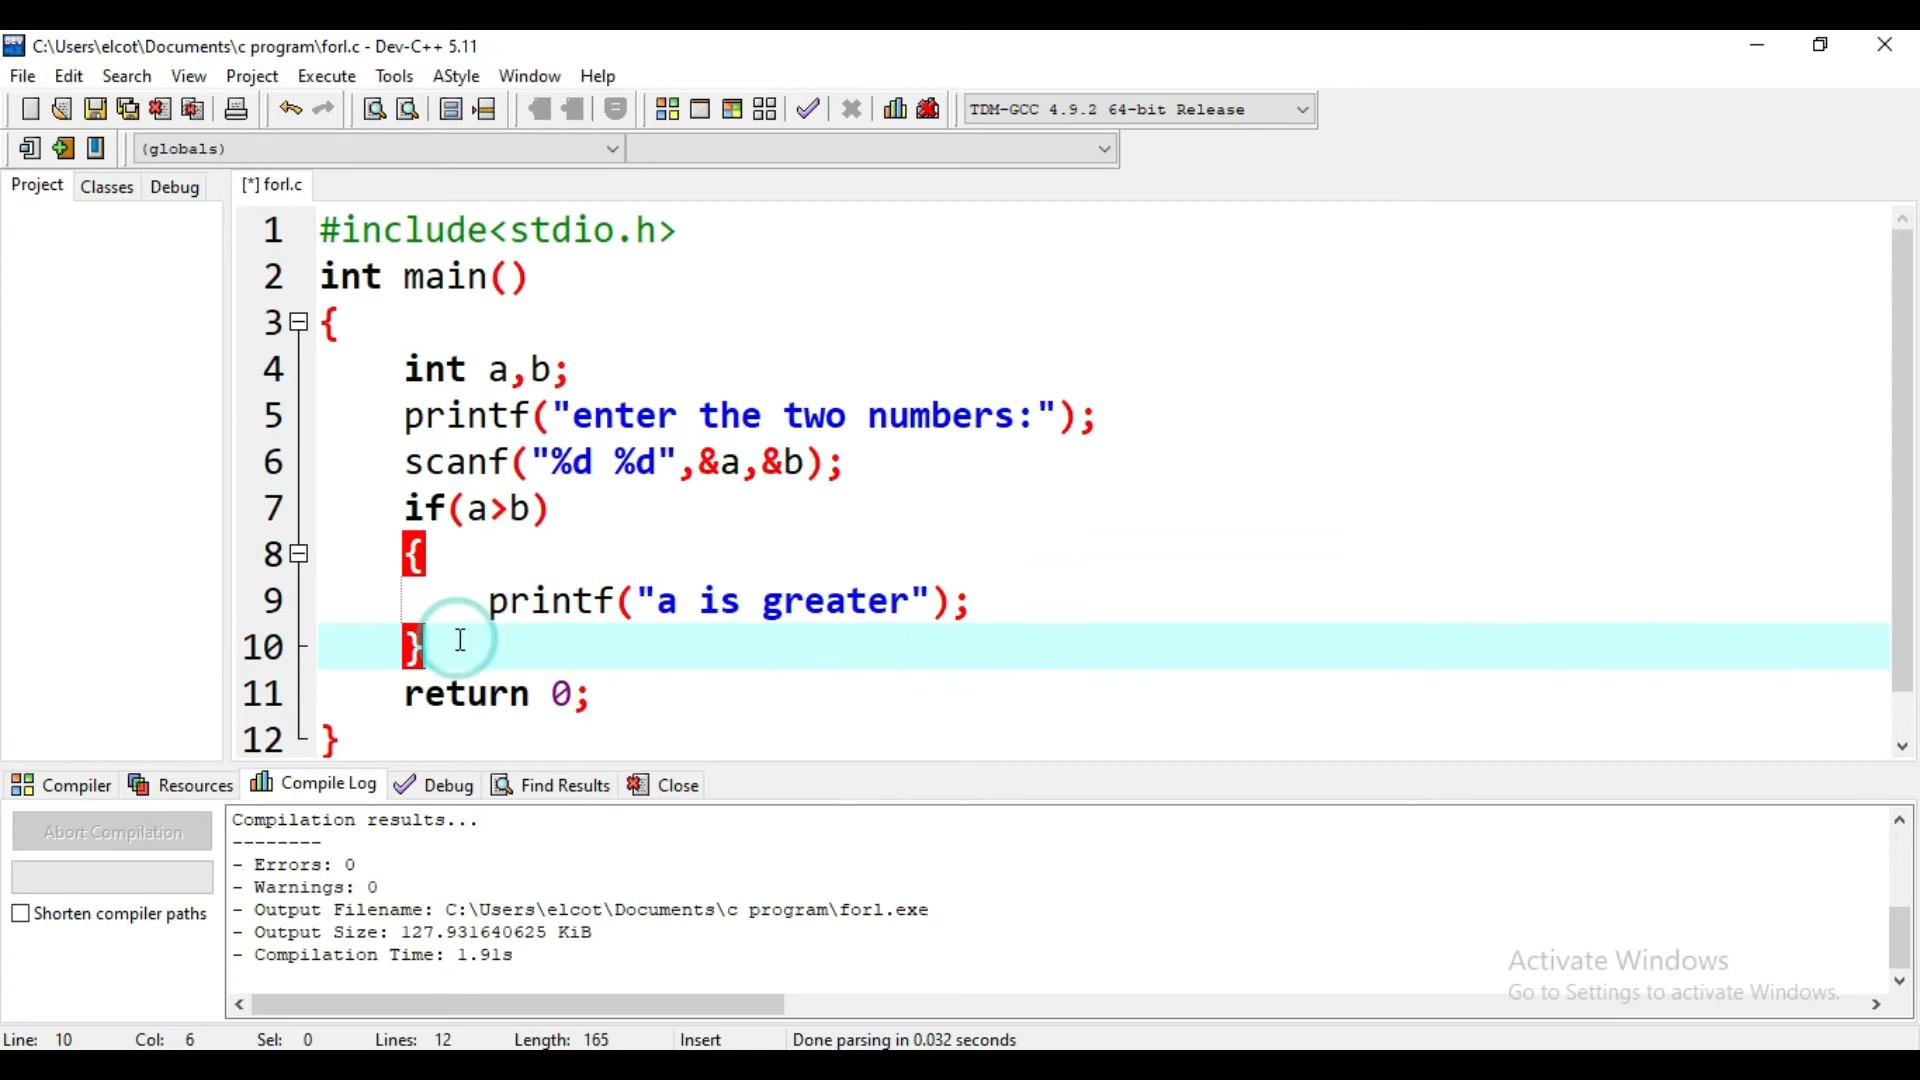 C:\Users\elcot\Documents\c program\forl.c - Dev-C++ 5.11
File Edit Search View Project Execute Tools AStyle Window Help
TDM-GCC 4.9.2 64-bit Release
(globals)
Project Classes Debug [*] forl.c
1 #include<stdio.h>
2 int main()
3 {
4 int a,b;
5 printf("enter the two numbers:");
6 scanf("%d %d",&a,&b);
7 if(a>b)
8 {
9 printf("a is greater");
10 }
11 return 0;
12 }
Compiler Resources Compile Log Debug Find Results Close
Abort Compilation
Shorten compiler paths
Compilation results...
--------
- Errors: 0
- Warnings: 0
- Output Filename: C:\Users\elcot\Documents\c program\forl.exe
- Output Size: 127.931640625 KiB
- Compilation Time: 1.91s
Activate Windows
Go to Settings to activate Windows.
Line: 10 Col: 6 Sel: 0 Lines: 12 Length: 165 Insert Done parsing in 0.032 seconds